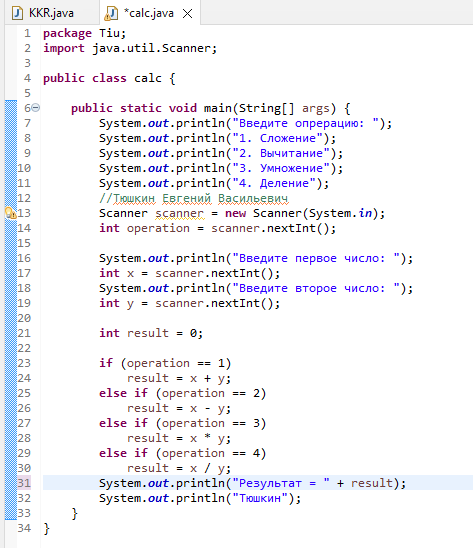 KKR.java *calc.java
1 package Tiu;
2 import java.util.Scanner;
3
4 public class calc {
5
6 public static void main(String[] args) {
7 System.out.println("Введите опрерацию: ");
8 System.out.println("1. Сложение");
9 System.out.println("2. Вычитание");
10 System.out.println("3. Умножение");
11 System.out.println("4. Деление");
12 //Тюшкин Евгений Васильевич
13 Scanner scanner = new Scanner(System.in);
14 int operation = scanner.nextInt();
15
16 System.out.println("Введите первое число: ");
17 int x = scanner.nextInt();
18 System.out.println("Введите второе число: ");
19 int y = scanner.nextInt();
20
21 int result = 0;
22
23 if (operation == 1)
24 result = x + y;
25 else if (operation == 2)
26 result = x - y;
27 else if (operation == 3)
28 result = x * y;
29 else if (operation == 4)
30 result = x / y;
31 System.out.println("Результат = " + result);
32 System.out.println("Тюшкин");
33 }
34 }